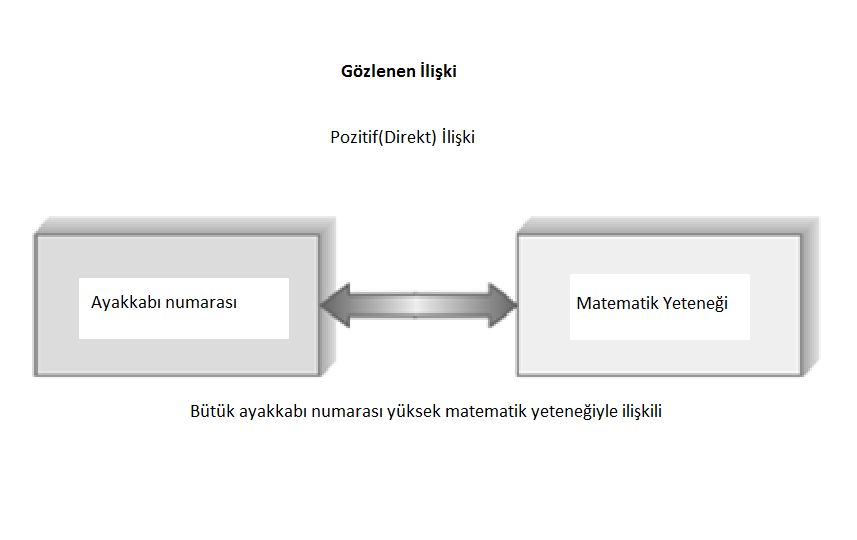 Gözlenen İlişki
Pozitif(Direkt) İlişki
Ayakkabı numarası
Matematik Yeteneği
Bütük ayakkabı numarası yüksek matematik yeteneğiyle ilişkili